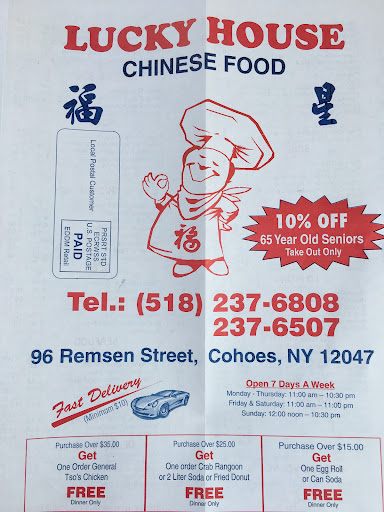 LUCKY HOUSE
CHINESE FOOD
福
星
Local Postal Customer
PRSRT STD
ECRWSS
U.S. POSTAGE
PAID
EDDM Retail
福
10% OFF
65 Year Old Seniors
Take Out Only
Tel.: (518) 237-6808
237-6507
96 Remsen Street, Cohoes, NY 12047
Fast Delivery
(Minimum $10)
Open 7 Days A Week
Monday - Thursday: 11:00 am – 10:30 pm
Friday & Saturday: 11:00 am – 11:00 pm
Sunday: 12:00 noon – 10:30 pm
Purchase Over $35.00
Get
One Order General
Tso's Chicken
FREE
Dinner Only
Purchase Over $25.00
Get
One order Crab Rangoon
or 2 Liter Soda or Fried Donut
FREE
Dinner Only
Purchase Over $15.00
Get
One Egg Roll
or Can Soda
FREE
Dinner Only